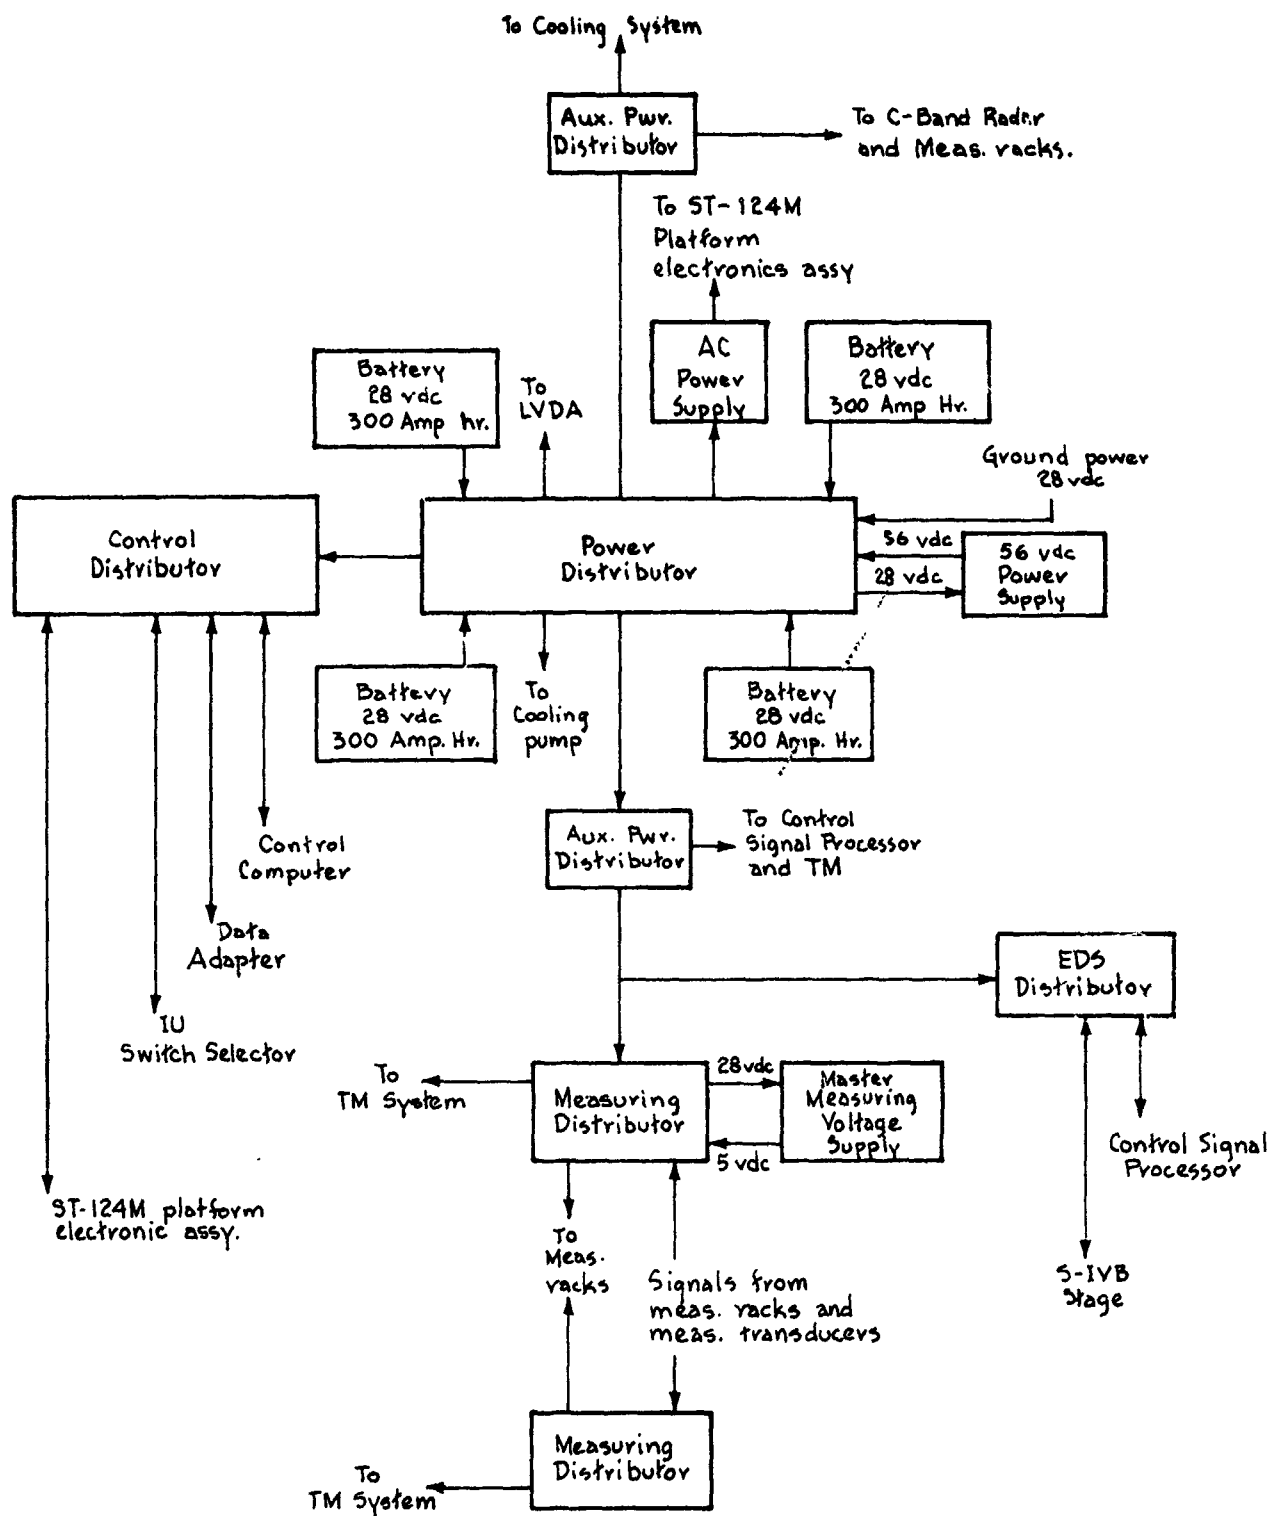 To Cooling System
Aux. Pwr.
Distributor
To C-Band Radar
and Meas. racks.
To ST-124M
Platform
electronics assy
Battery
28 vdc
300 Amp hr.
To
LVDA
AC
Power
Supply
Battery
28 vdc
300 Amp Hr.
Ground power
28 vdc
Control
Distributor
Power
Distributor
56 vdc
28 vdc
56 vdc
Power
Supply
Battery
28 vdc
300 Amp. Hr.
To
Cooling
pump
Battery
28 vdc
300 Amp. Hr.
Aux. Pwr.
Distributor
To Control
Signal Processor
and TM
Control
Computer
Data
Adapter
IU
Switch Selector
EDS
Distributor
To
TM System
Measuring
Distributor
28 vdc
5 vdc
Master
Measuring
Voltage
Supply
Control Signal
Processor
ST-124M platform
electronic assy.
To
Meas.
racks
Signals from
meas. racks and
meas. transducers
S-IVB
Stage
Measuring
Distributor
To
TM System